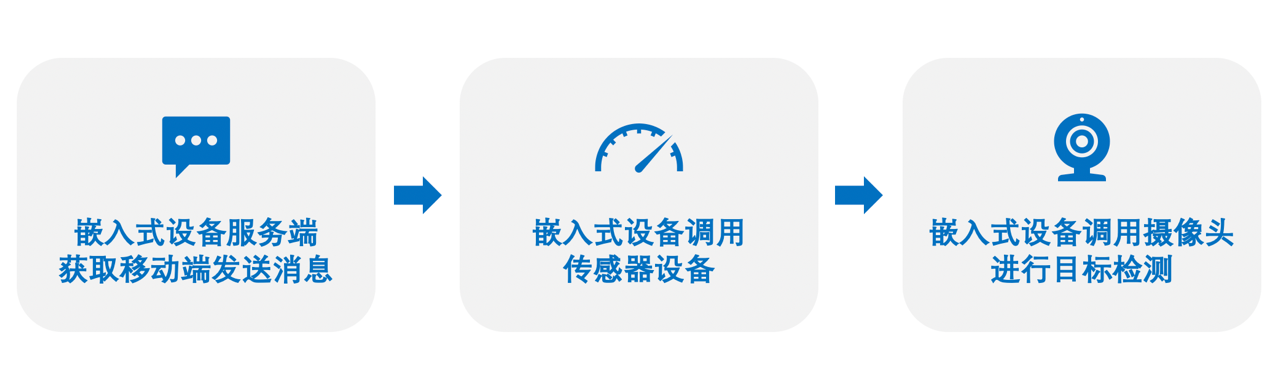 嵌入式设备服务端
获取移动端发送消息
嵌入式设备调用
传感器设备
嵌入式设备调用摄像头
进行目标检测